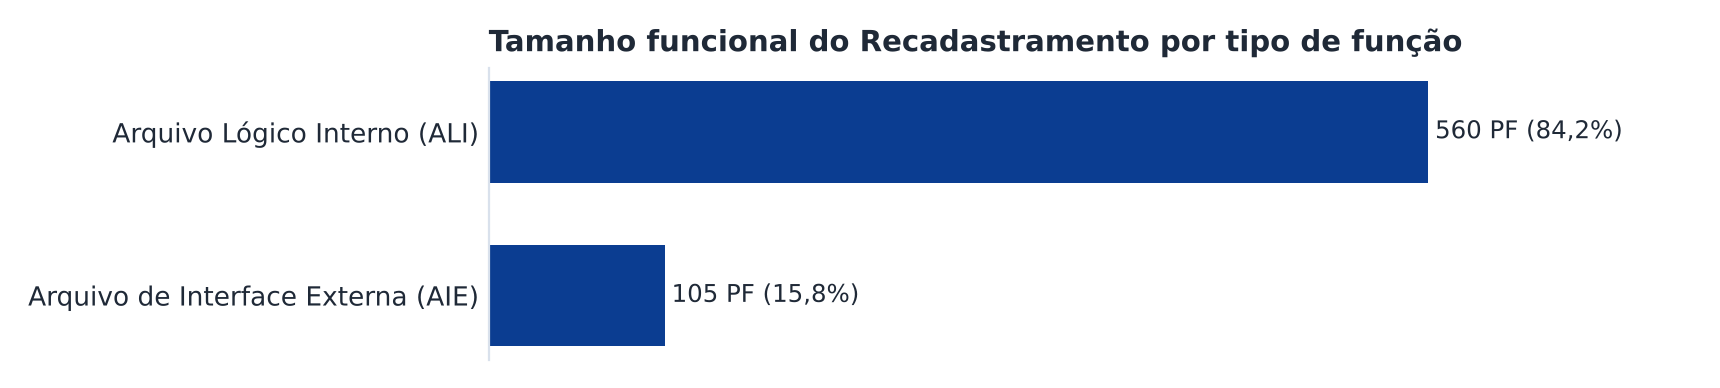 Tamanho funcional do Recadastramento por tipo de função
Arquivo Lógico Interno (ALI)
560 PF (84,2%)
Arquivo de Interface Externa (AIE)
105 PF (15,8%)